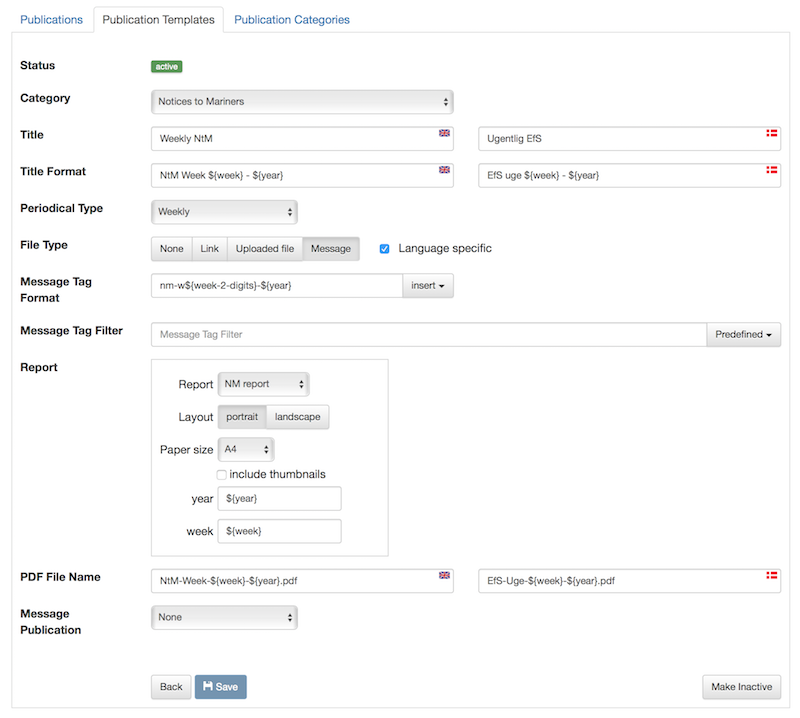 Publications Publication Templates Publication Categories
Status active
Category Notices to Mariners
Title Weekly NtM Ugentlig EfS
Title Format NtM Week ${week} - ${year} EfS uge ${week} - ${year}
Periodical Type Weekly
File Type None Link Uploaded file Message Language specific
Message Tag
Format nm-w${week-2-digits}-${year} insert
Message Tag Filter Message Tag Filter Predefined
Report
Report NM report
Layout portrait landscape
Paper size A4
include thumbnails
year ${year}
week ${week}
PDF File Name NtM-Week-${week}-${year}.pdf EfS-Uge-${week}-${year}.pdf
Message
Publication None
Back Save Make Inactive